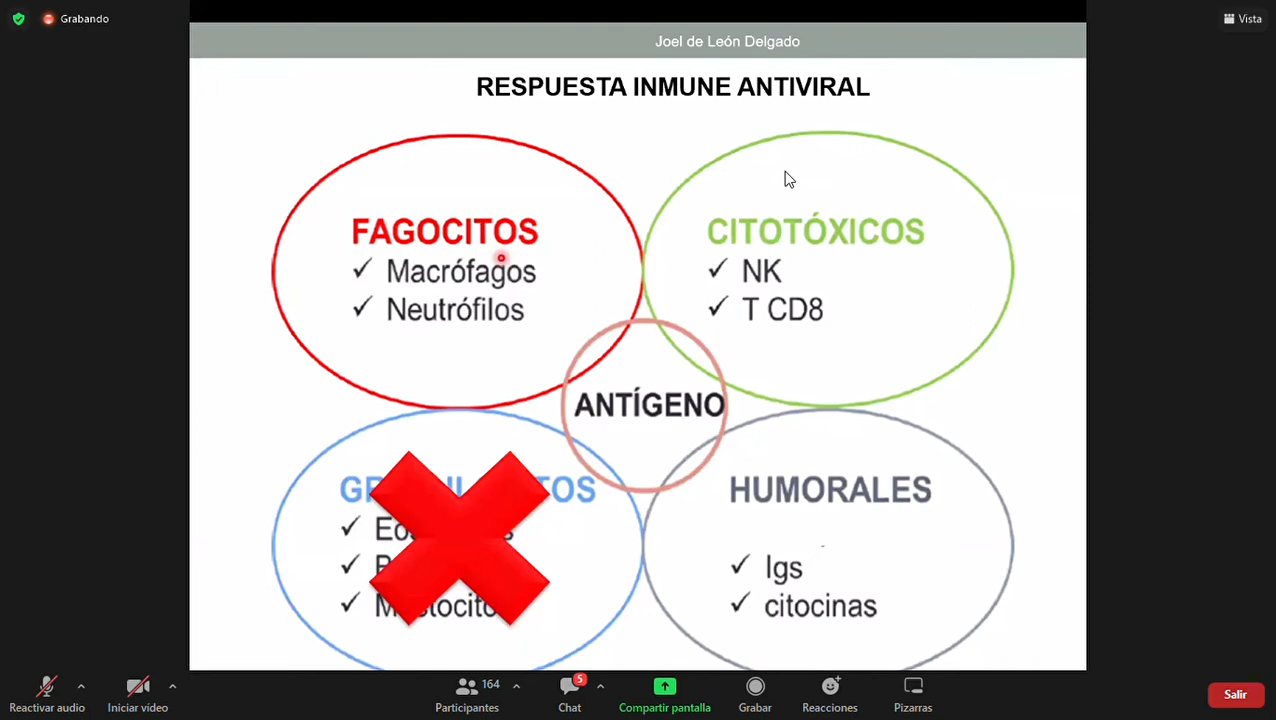 Grabando
Vista
Joel de León Delgado
RESPUESTA INMUNE ANTIVIRAL
FAGOCITOS
✓ Macrófagos
✓ Neutrófilos
CITOTÓXICOS
✓ NK
✓ T CD8
ANTÍGENO
HUMORALES
✓ Igs
✓ citocinas
Reactivar audio
Iniciar vídeo
164
Participantes
5
Chat
Compartir pantalla
Grabar
Reacciones
Pizarras
Salir